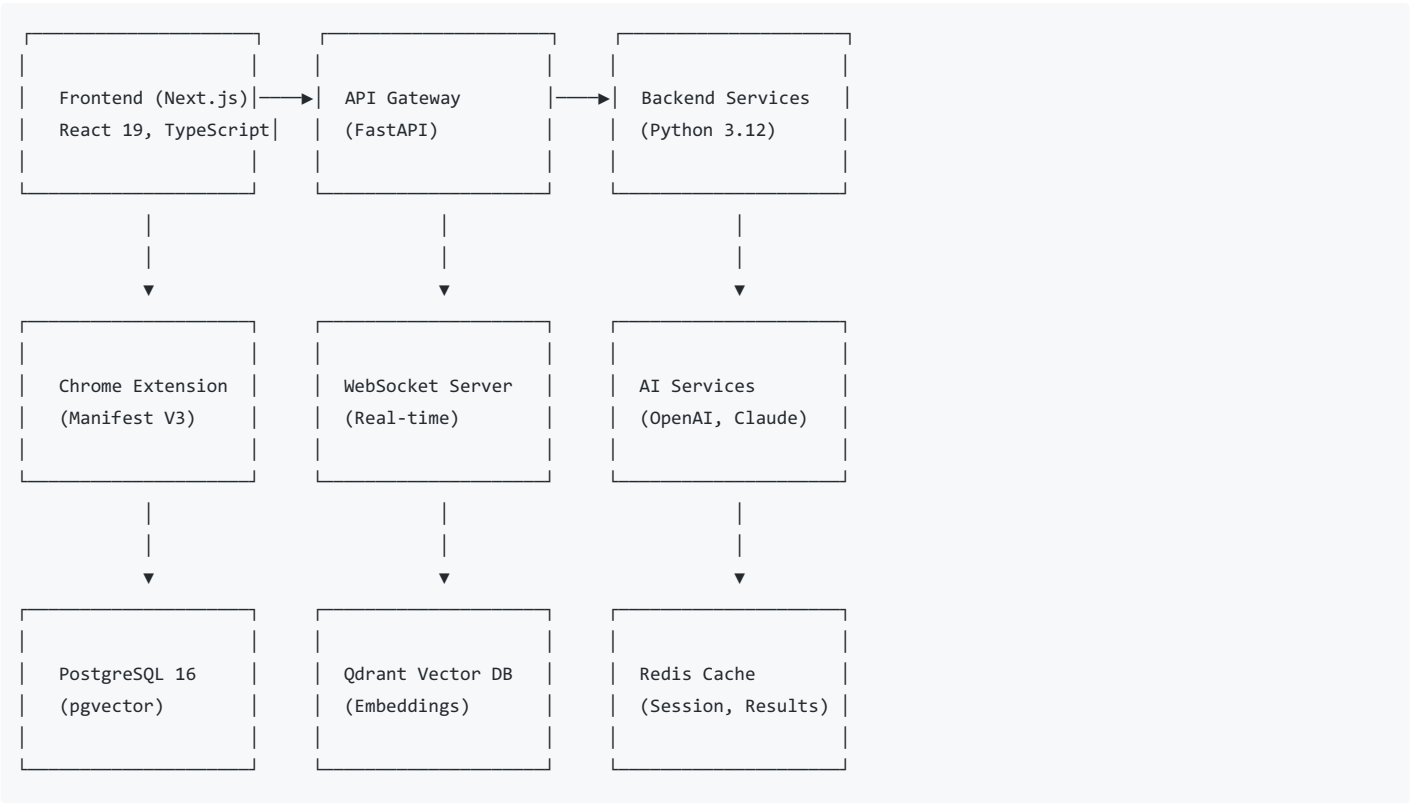 Frontend (Next.js)
React 19, TypeScript
API Gateway
(FastAPI)
Backend Services
(Python 3.12)
Chrome Extension
(Manifest V3)
WebSocket Server
(Real-time)
AI Services
(OpenAI, Claude)
PostgreSQL 16
(pgvector)
Qdrant Vector DB
(Embeddings)
Redis Cache
(Session, Results)